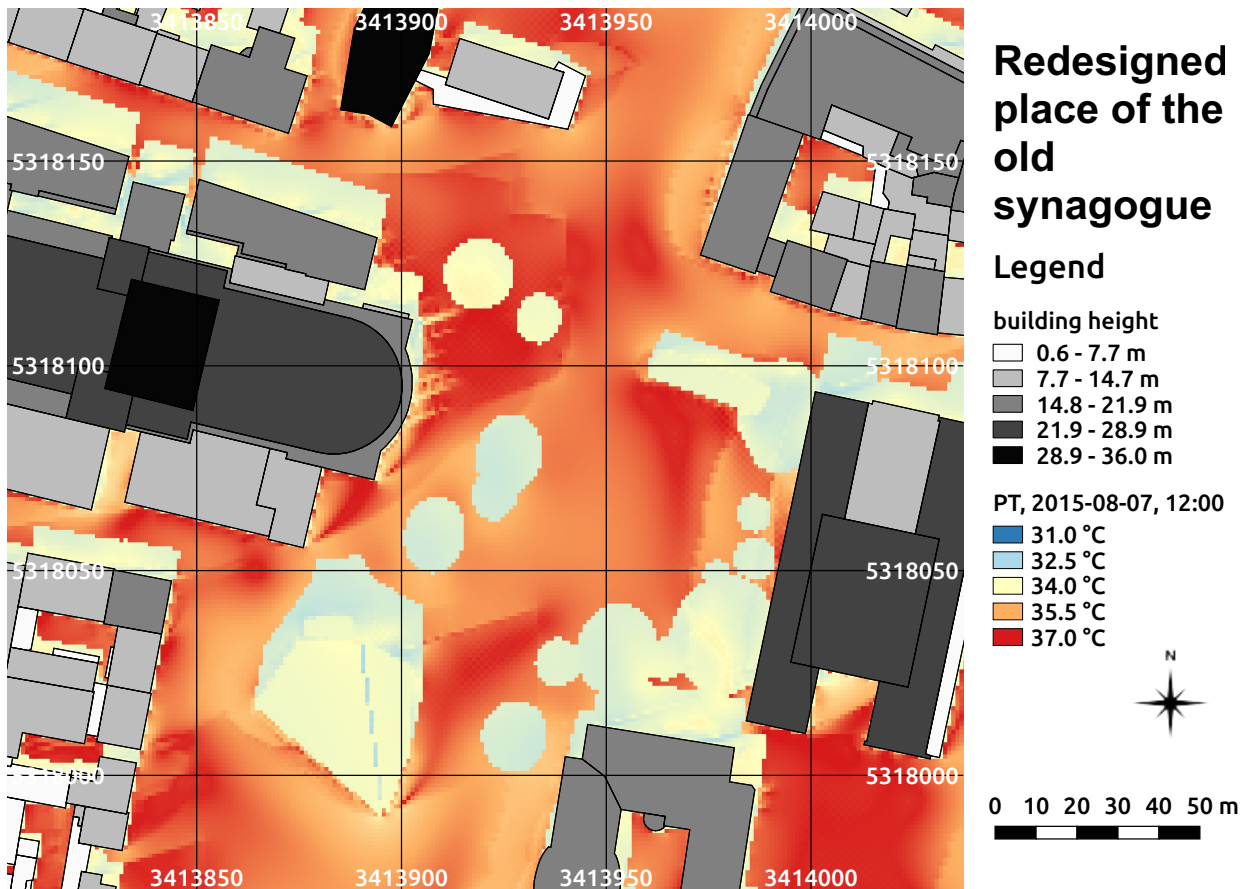 3413850 3413900 3413950 3414000
5318150 5318150
5318100 5318100
5318050 5318050
5318000 5318000
3413850 3413900 3413950 3414000
Redesigned
place of the
old
synagogue
Legend
building height
0.6 - 7.7 m
7.7 - 14.7 m
14.8 - 21.9 m
21.9 - 28.9 m
28.9 - 36.0 m
PT, 2015-08-07, 12:00
31.0 °C
32.5 °C
34.0 °C
35.5 °C
37.0 °C
N
0 10 20 30 40 50 m